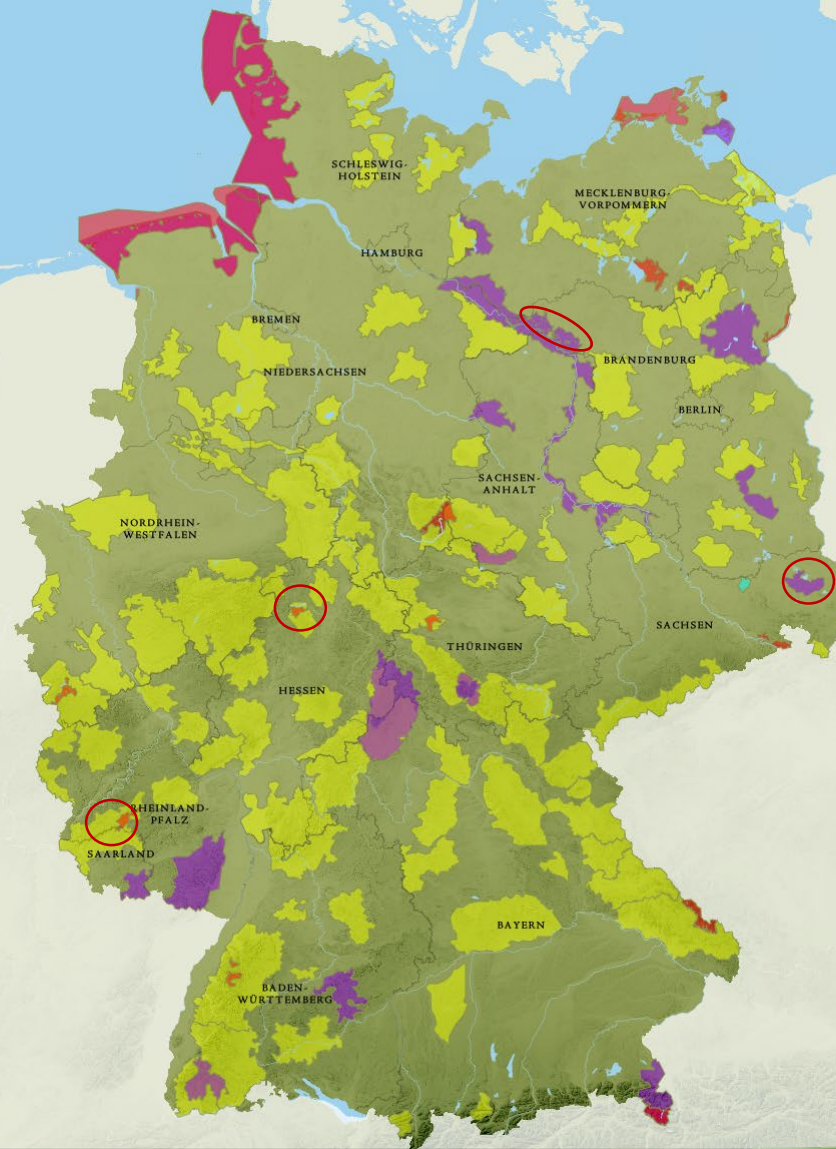 SCHLESWIG-
HOLSTEIN
MECKLENBURG-
VORPOMMERN
HAMBURG
BREMEN
NIEDERSACHSEN
BRANDENBURG
BERLIN
SACHSEN-
ANHALT
NORDRHEIN-
WESTFALEN
SACHSEN
THÜRINGEN
HESSEN
RHEINLAND-
PFALZ
SAARLAND
BAYERN
BADEN-
WÜRTTEMBERG